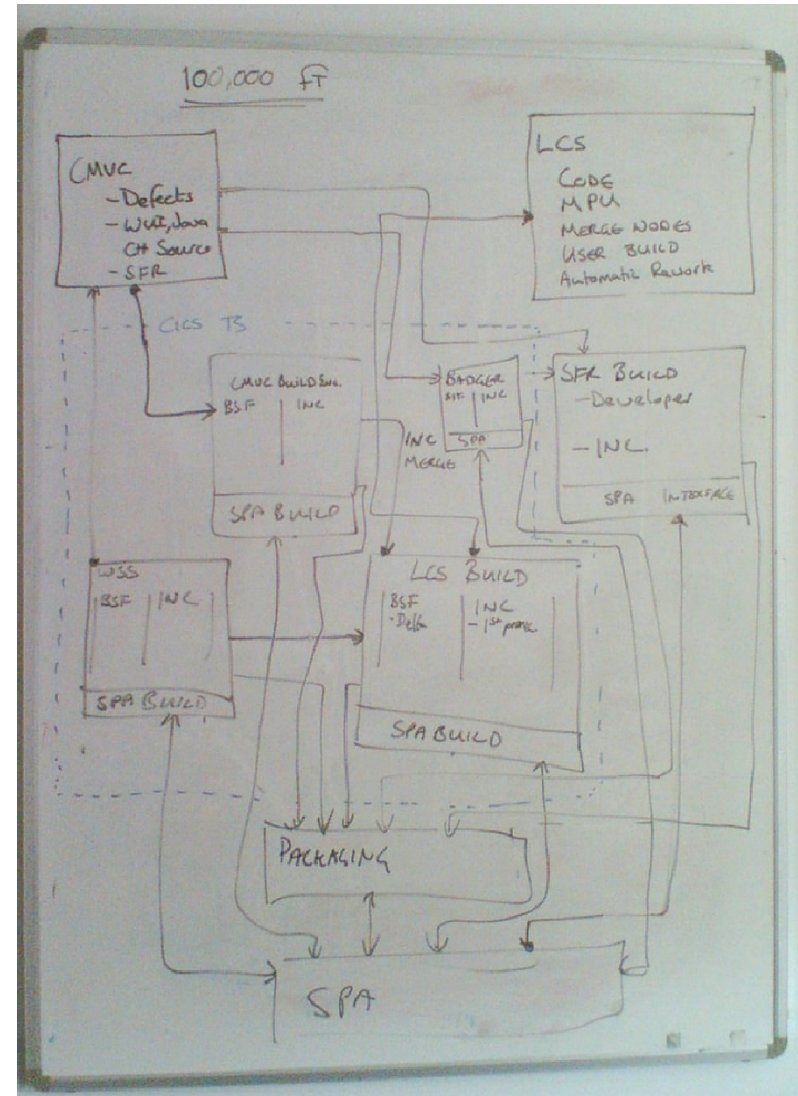 100,000 FT
CMVC
- Defects
- WUI, Java
C++ Source
- SFR
LCS
CODE
MPU
MERGE NODES
USER BUILD
Automatic Rework
CICS TS
CMVC BUILD
BSF INC
SPA BUILD
BADGER
INC
SPA
INC
MERGE
SFR BUILD
- Developer
- INC.
SPA INTERFACE
WSS
BSF INC
SPA BUILD
LCS BUILD
BSF INC
- Delta - 1st
SPA BUILD
PACKAGING
SPA